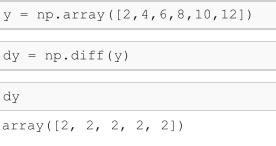 y = np.array([2,4,6,8,10,12])
dy = np.diff(y)
dy
array([2, 2, 2, 2, 2])